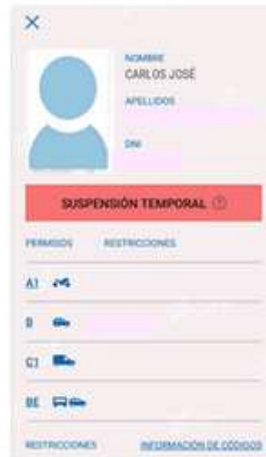 NOMBRE
CARLOS JOSÉ
APELLIDOS
DNI
SUSPENSIÓN TEMPORAL
PERMISOS RESTRICCIONES
A1
B
C1
BE
RESTRICCIONES INFORMACIÓN DE CÓDIGOS